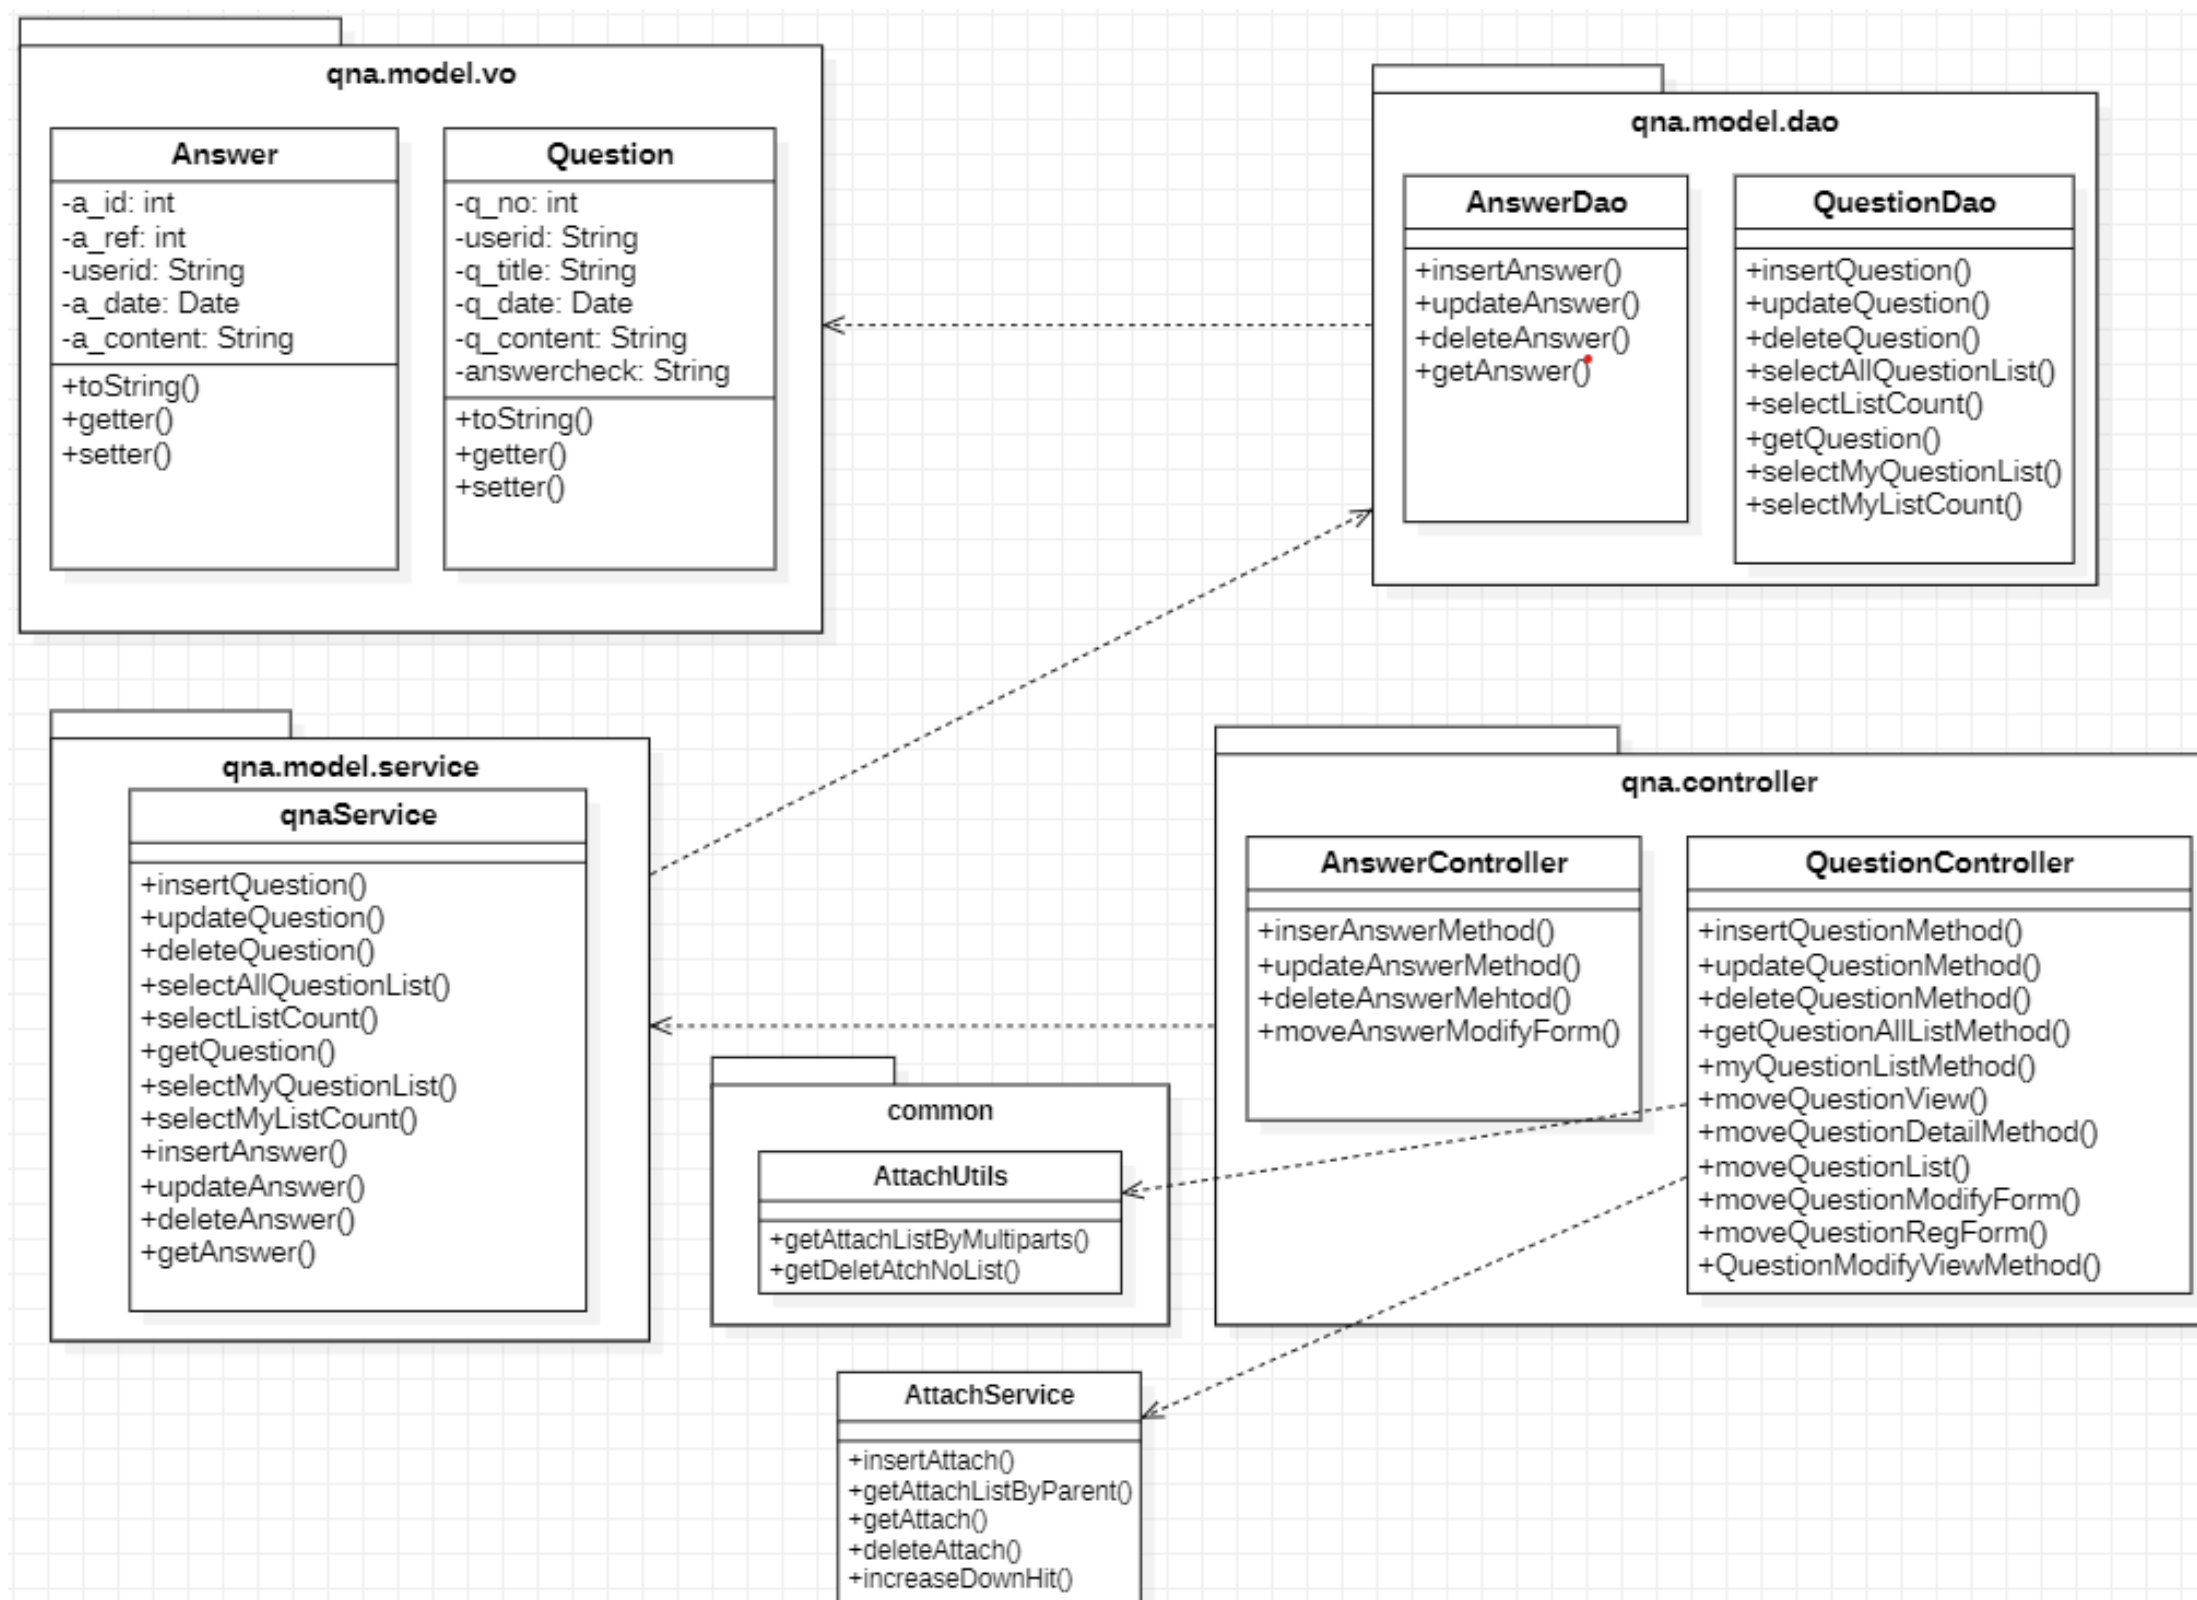 qna.model.vo
Answer
-a_id: int
-a_ref: int
-userid: String
-a_date: Date
-a_content: String
+toString()
+getter()
+setter()
Question
-q_no: int
-userid: String
-q_title: String
-q_date: Date
-q_content: String
-answercheck: String
+toString()
+getter()
+setter()
qna.model.dao
AnswerDao
+insertAnswer()
+updateAnswer()
+deleteAnswer()
+getAnswer()
QuestionDao
+insertQuestion()
+updateQuestion()
+deleteQuestion()
+selectAllQuestionList()
+selectListCount()
+getQuestion()
+selectMyQuestionList()
+selectMyListCount()
qna.model.service
qnaService
+insertQuestion()
+updateQuestion()
+deleteQuestion()
+selectAllQuestionList()
+selectListCount()
+getQuestion()
+selectMyQuestionList()
+selectMyListCount()
+insertAnswer()
+updateAnswer()
+deleteAnswer()
+getAnswer()
qna.controller
AnswerController
+inserAnswerMethod()
+updateAnswerMethod()
+deleteAnswerMehtod()
+moveAnswerModifyForm()
QuestionController
+insertQuestionMethod()
+updateQuestionMethod()
+deleteQuestionMethod()
+getQuestionAllListMethod()
+myQuestionListMethod()
+moveQuestionView()
+moveQuestionDetailMethod()
+moveQuestionList()
+moveQuestionModifyForm()
+moveQuestionRegForm()
+QuestionModifyViewMethod()
common
AttachUtils
+getAttachListByMultiparts()
+getDeletAtchNoList()
AttachService
+insertAttach()
+getAttachListByParent()
+getAttach()
+deleteAttach()
+increaseDownHit()